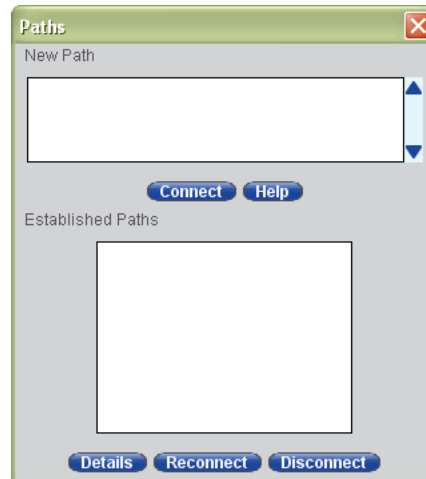 Paths
New Path
Connect Help
Established Paths
Details Reconnect Disconnect